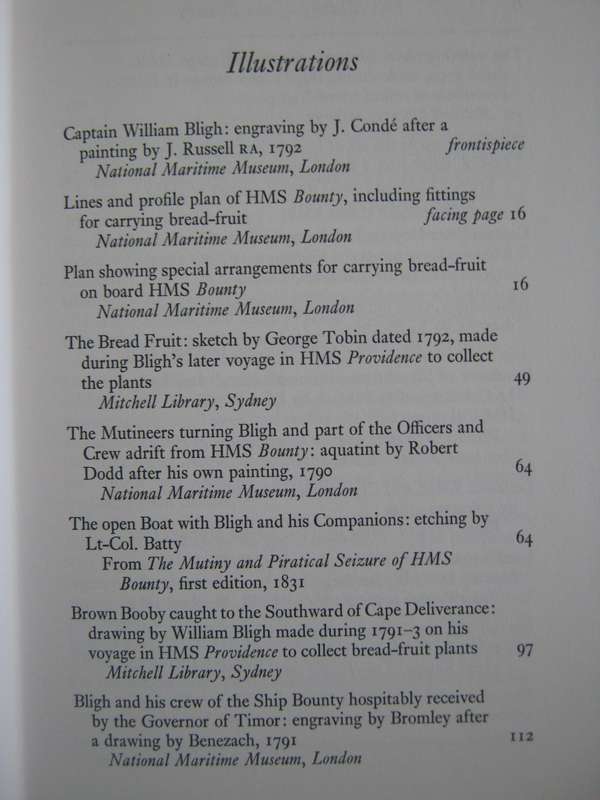 Illustrations
Captain William Bligh: engraving by J. Condé after a
painting by J. Russell RA, 1792 frontispiece
National Maritime Museum, London
Lines and profile plan of HMS Bounty, including fittings
for carrying bread-fruit facing page 16
National Maritime Museum, London
Plan showing special arrangements for carrying bread-fruit
on board HMS Bounty 16
National Maritime Museum, London
The Bread Fruit: sketch by George Tobin dated 1792, made
during Bligh's later voyage in HMS Providence to collect
the plants 49
Mitchell Library, Sydney
The Mutineers turning Bligh and part of the Officers and
Crew adrift from HMS Bounty: aquatint by Robert
Dodd after his own painting, 1790 64
National Maritime Museum, London
The open Boat with Bligh and his Companions: etching by
Lt-Col. Batty 64
From The Mutiny and Piratical Seizure of HMS
Bounty, first edition, 1831
Brown Booby caught to the Southward of Cape Deliverance:
drawing by William Bligh made during 1791-3 on his
voyage in HMS Providence to collect bread-fruit plants 97
Mitchell Library, Sydney
Bligh and his crew of the Ship Bounty hospitably received
by the Governor of Timor: engraving by Bromley after
a drawing by Benezach, 1791 112
National Maritime Museum, London